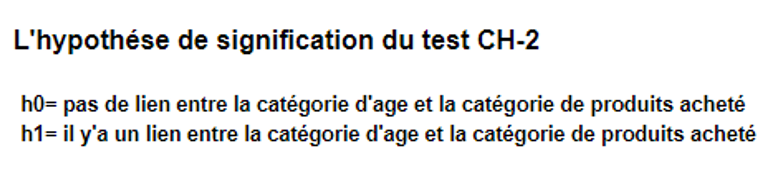 L'hypothése de signification du test CH-2
h0= pas de lien entre la catégorie d'age et la catégorie de produits acheté
h1= il y'a un lien entre la catégorie d'age et la catégorie de produits acheté